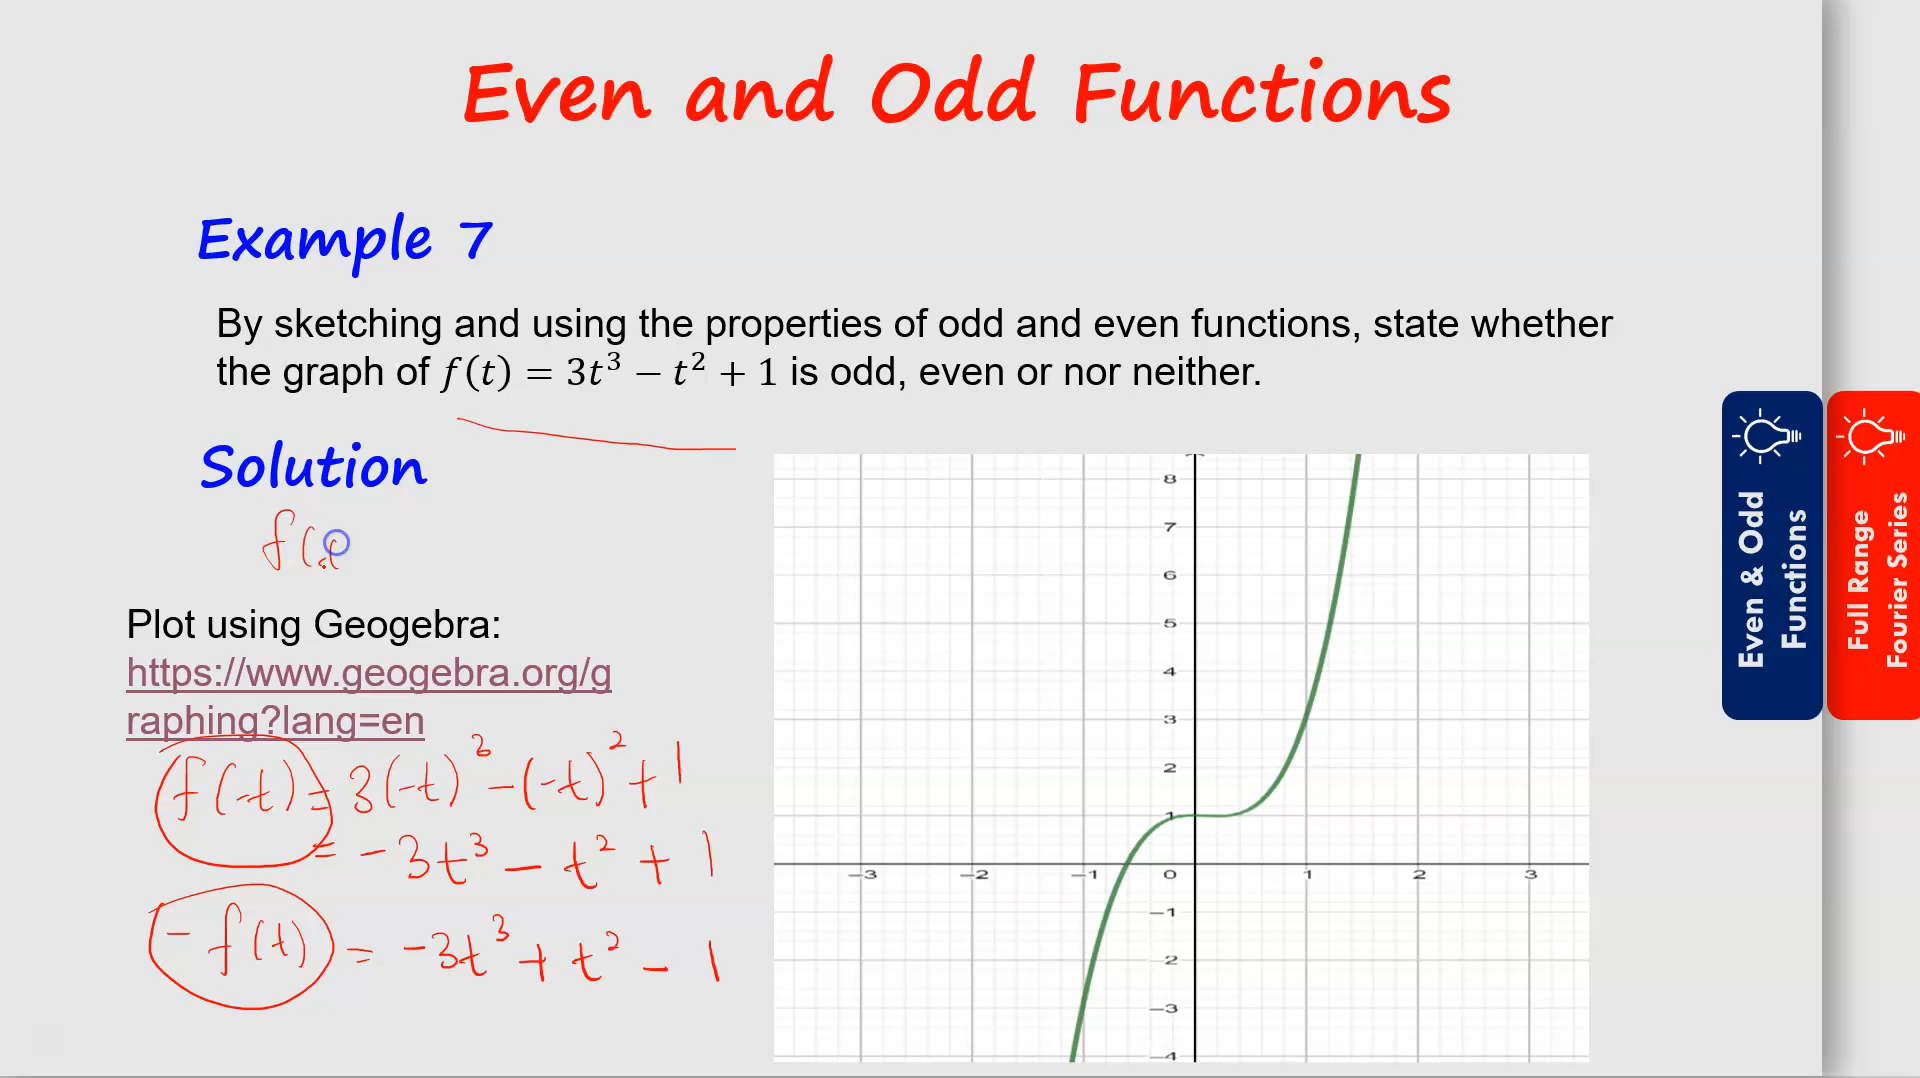 Even and Odd Functions
Example 7
By sketching and using the properties of odd and even functions, state whether
the graph of f(t) = 3t³ − t² + 1 is odd, even or nor neither.
Solution
f(t
Plot using Geogebra:
https://www.geogebra.org/g
raphing?lang=en
f(-t) = 3(-t)³ - (-t)² + 1
= -3t³ - t² + 1
- f(t) = -3t³ + t² - 1
8
7
6
5
4
3
2
1
−3 −2 −1 0 1 2 3
−1
−2
−3
−4
Even & Odd
Functions
Full Range
Fourier Series